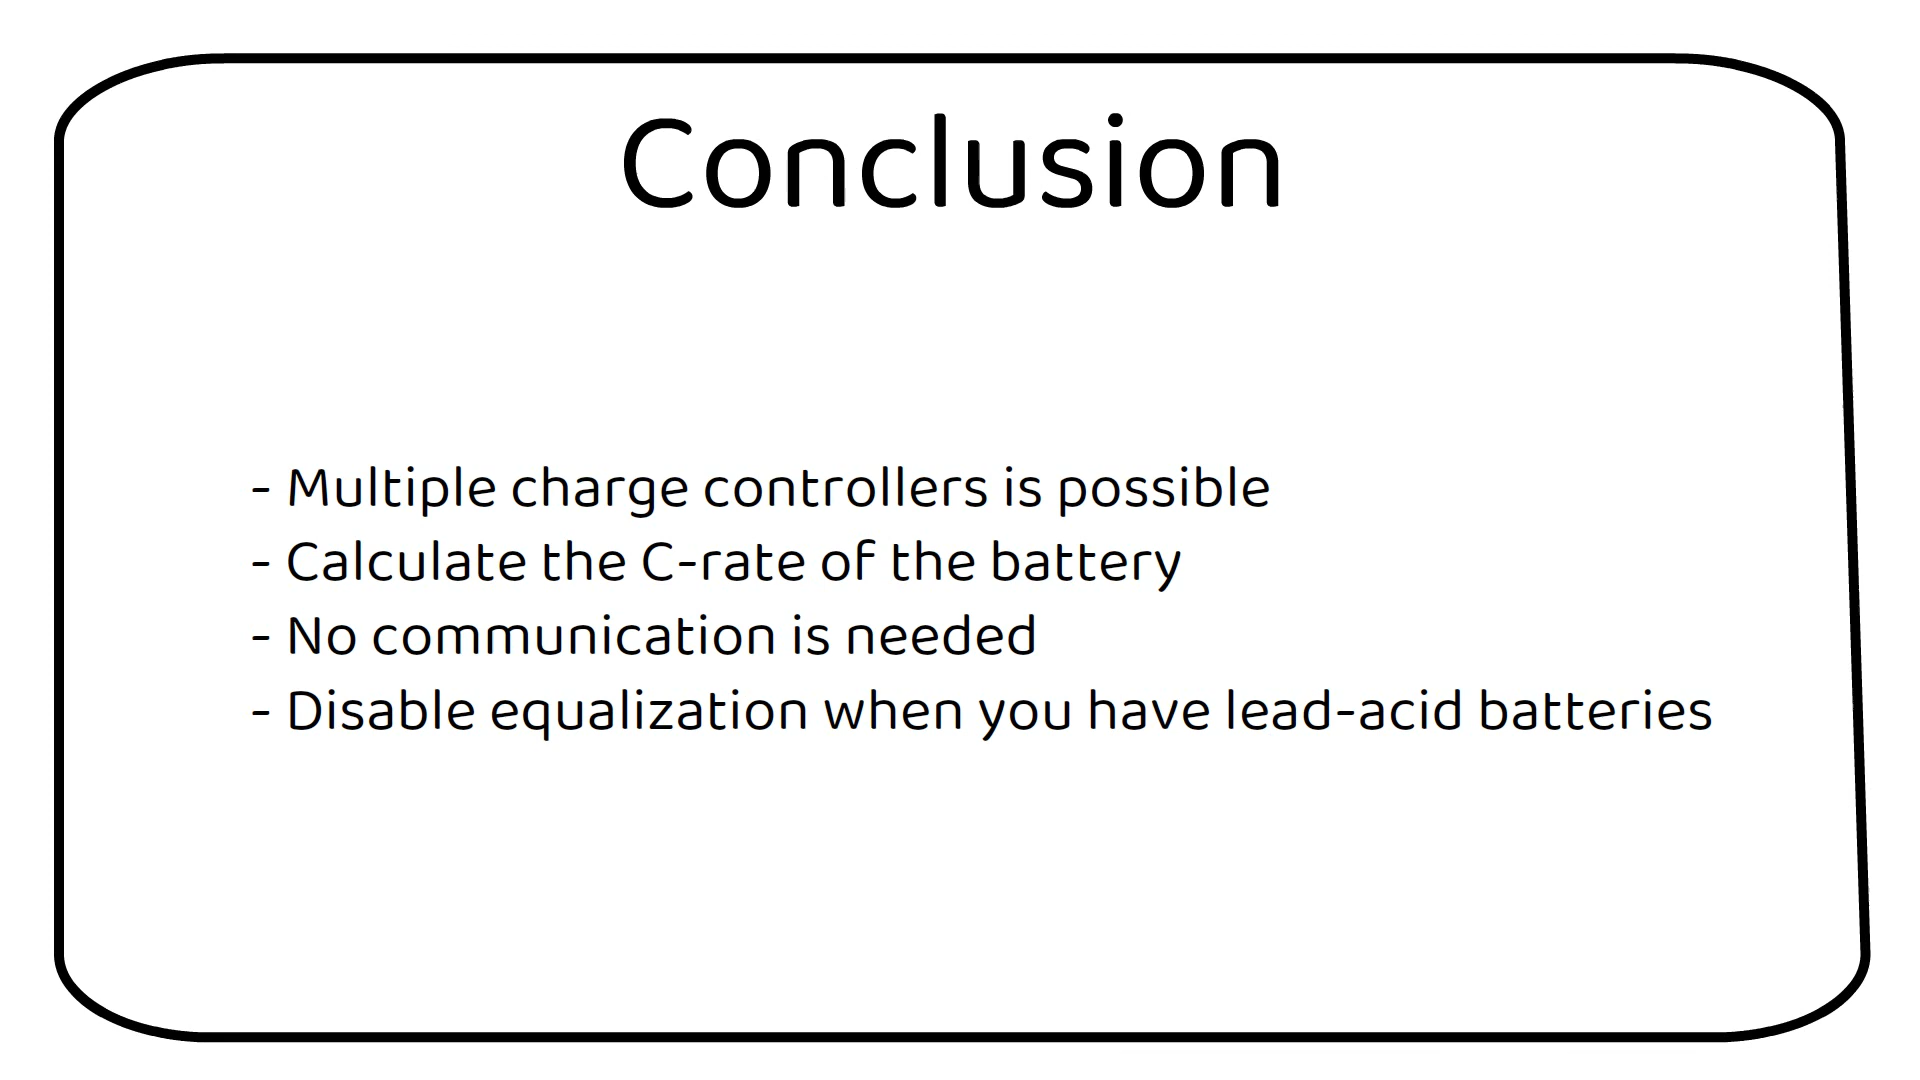 Conclusion
- Multiple charge controllers is possible
- Calculate the C-rate of the battery
- No communication is needed
- Disable equalization when you have lead-acid batteries